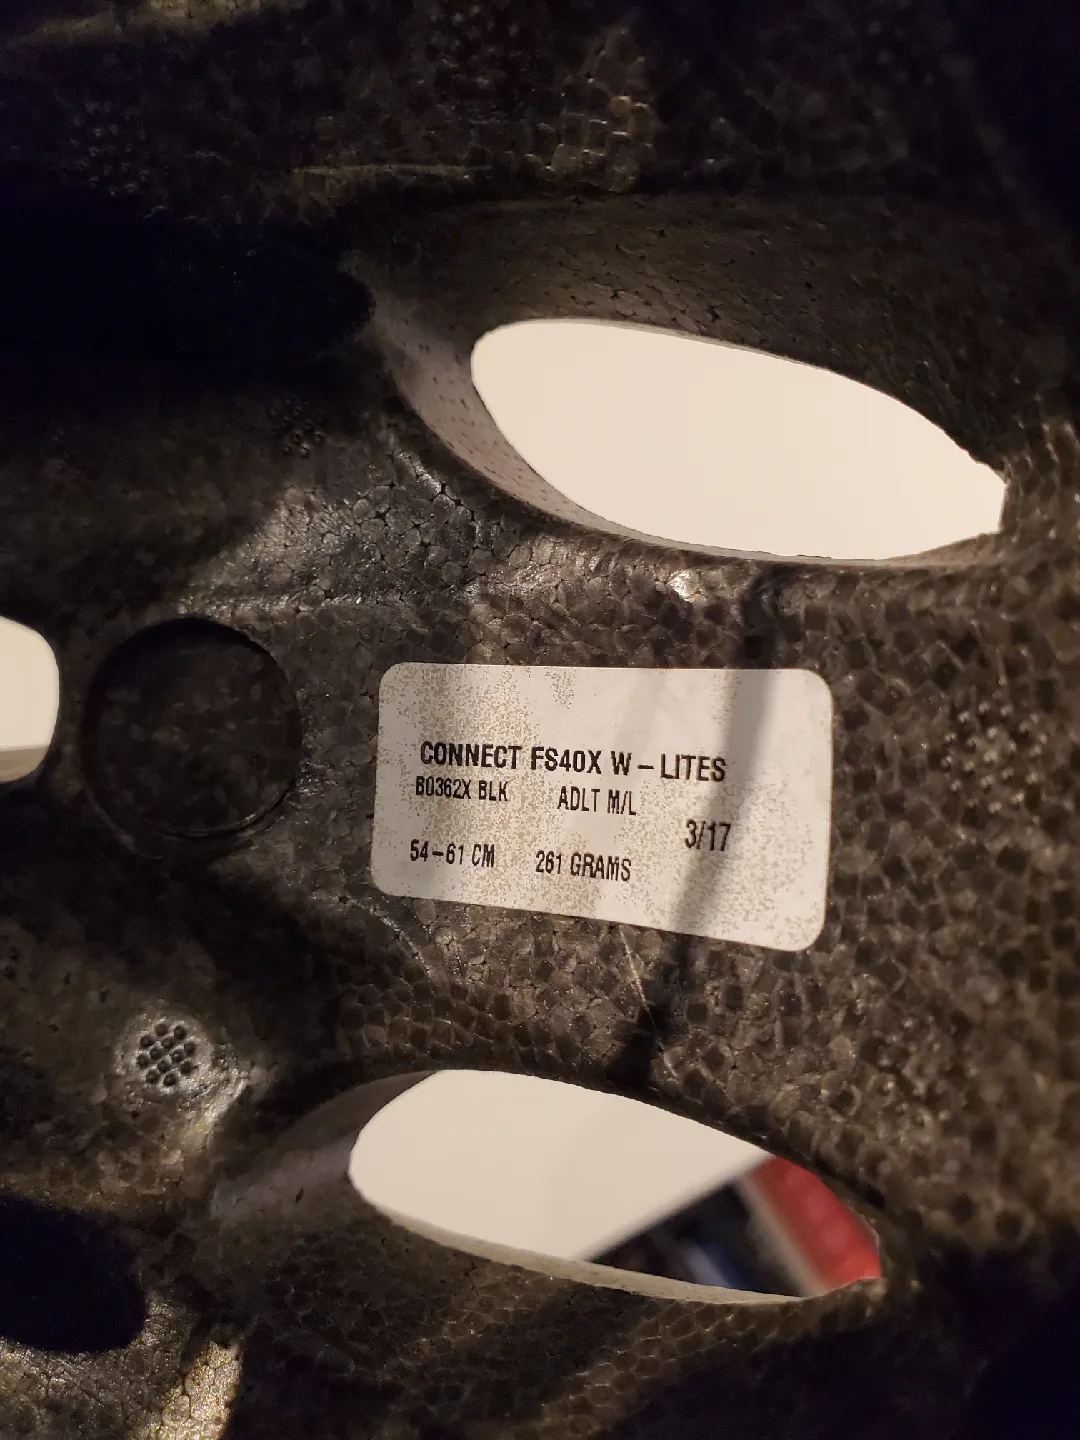 CONNECT FS40X W-LITES
B0362X BLK ADLT M/L
3/17
54-61 CM 261 GRAMS